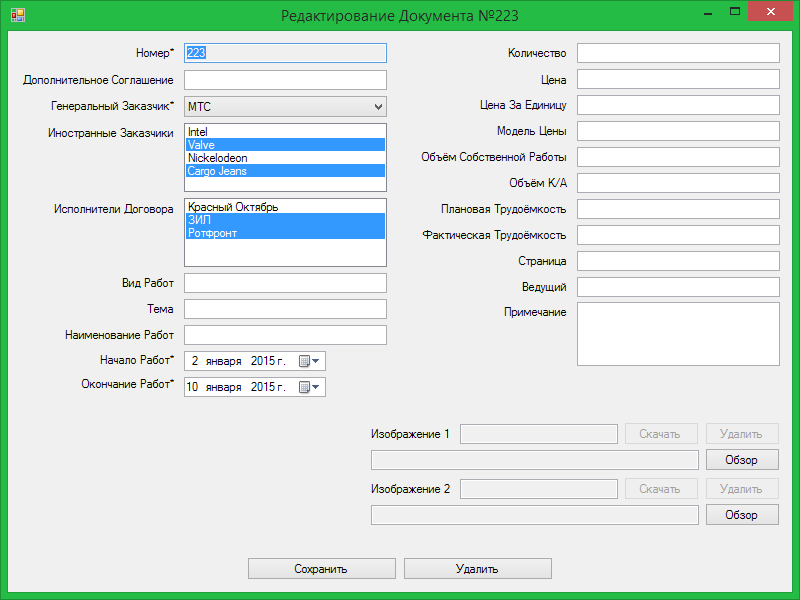 Редактирование Документа №223
Номер* 223
Дополнительное Соглашение
Генеральный Заказчик* МТС
Иностранные Заказчики
Intel
Valve
Nickelodeon
Cargo Jeans
Исполнители Договора
Красный Октябрь
ЗИЛ
Ротфронт
Вид Работ
Тема
Наименование Работ
Начало Работ* 2 января 2015 г.
Окончание Работ* 10 января 2015 г.
Количество
Цена
Цена За Единицу
Модель Цены
Объём Собственной Работы
Объём К/А
Плановая Трудоёмкость
Фактическая Трудоёмкость
Страница
Ведущий
Примечание
Изображение 1 Скачать Удалить
Обзор
Изображение 2 Скачать Удалить
Обзор
Сохранить Удалить